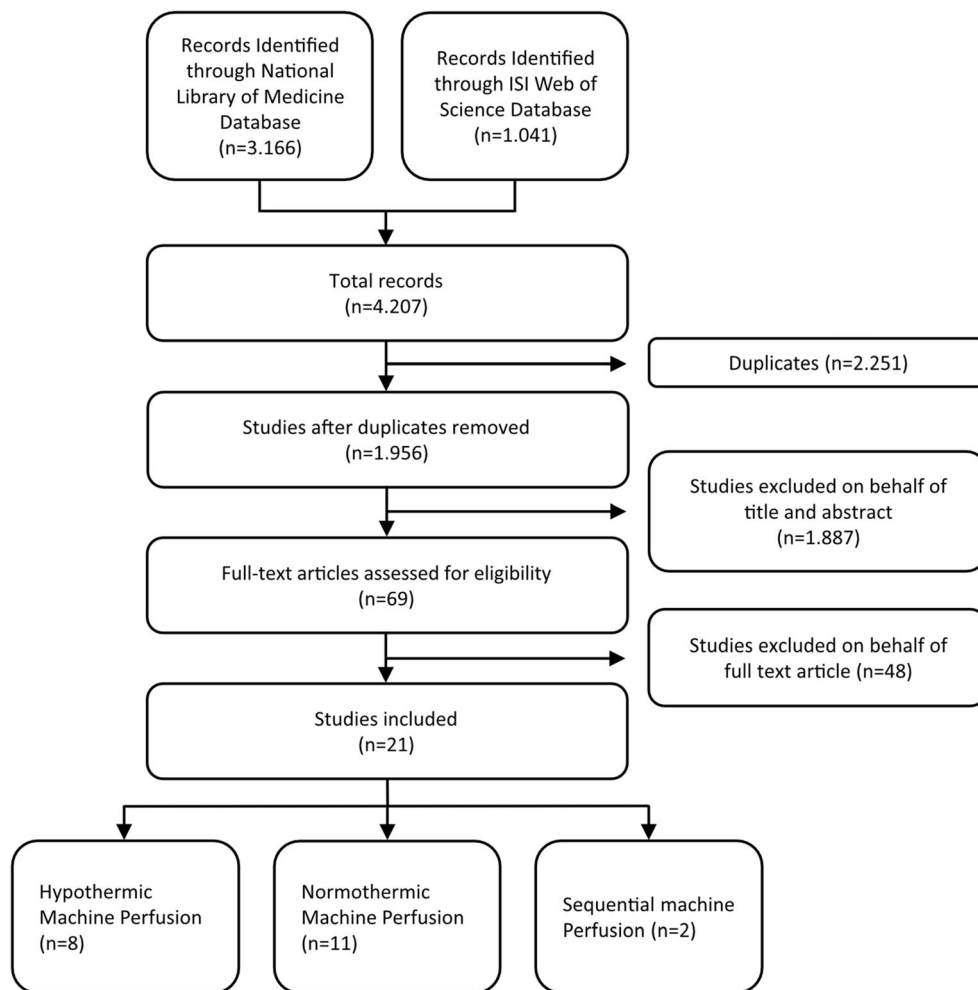 Records Identified
through National
Library of Medicine
Database
(n=3.166)
Records Identified
through ISI Web of
Science Database
(n=1.041)
Total records
(n=4.207)
Duplicates (n=2.251)
Studies after duplicates removed
(n=1.956)
Studies excluded on behalf of
title and abstract
(n=1.887)
Full-text articles assessed for eligibility
(n=69)
Studies excluded on behalf of
full text article (n=48)
Studies included
(n=21)
Hypothermic
Machine Perfusion
(n=8)
Normothermic
Machine Perfusion
(n=11)
Sequential machine
Perfusion (n=2)